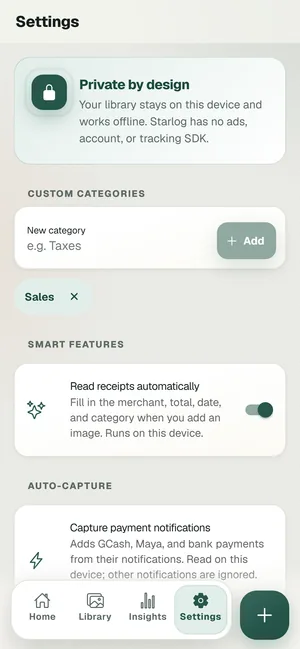 Settings
Private by design
Your library stays on this device and
works offline. Starlog has no ads,
account, or tracking SDK.
CUSTOM CATEGORIES
New category
e.g. Taxes
+ Add
Sales ×
SMART FEATURES
Read receipts automatically
Fill in the merchant, total, date,
and category when you add an
image. Runs on this device.
AUTO-CAPTURE
Capture payment notifications
Adds GCash, Maya, and bank payments
from their notifications. Read on this
device; other notifications are ignored.
Home
Library
Insights
Settings
+